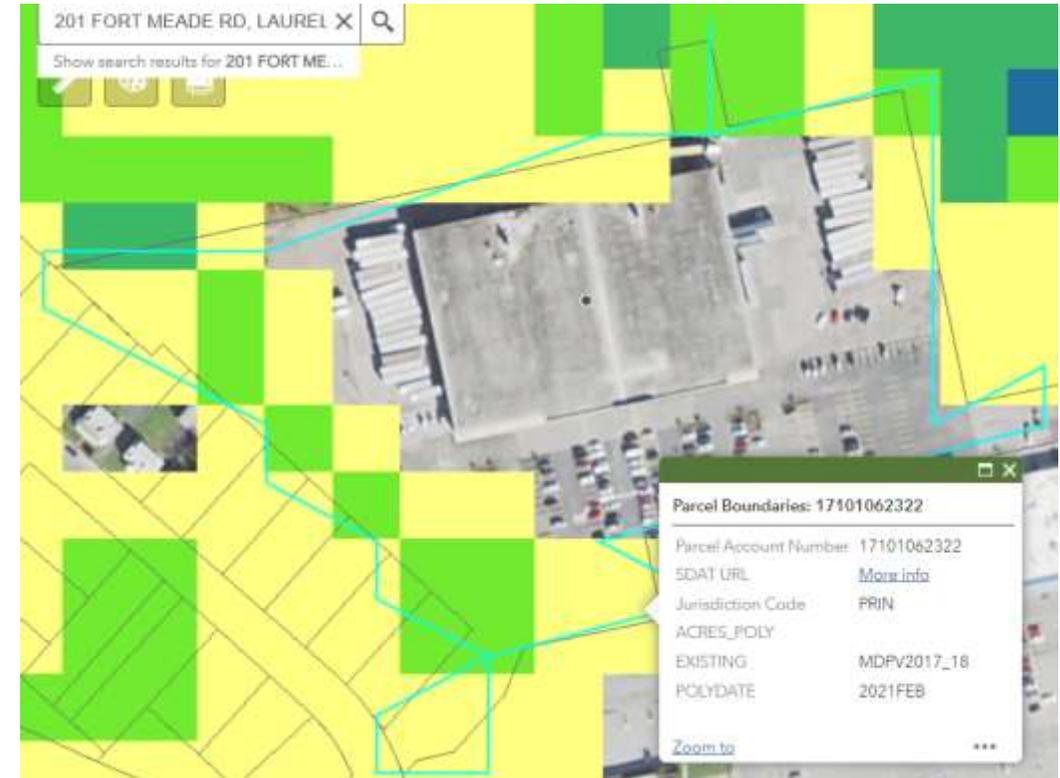 201 FORT MEADE RD, LAUREL
Show search results for 201 FORT ME...
Parcel Boundaries: 17101062322
Parcel Account Number 17101062322
SDAT URL More info
Jurisdiction Code PRIN
ACRES_POLY
EXISTING MDPV2017_18
POLYDATE 2021FEB
Zoom to